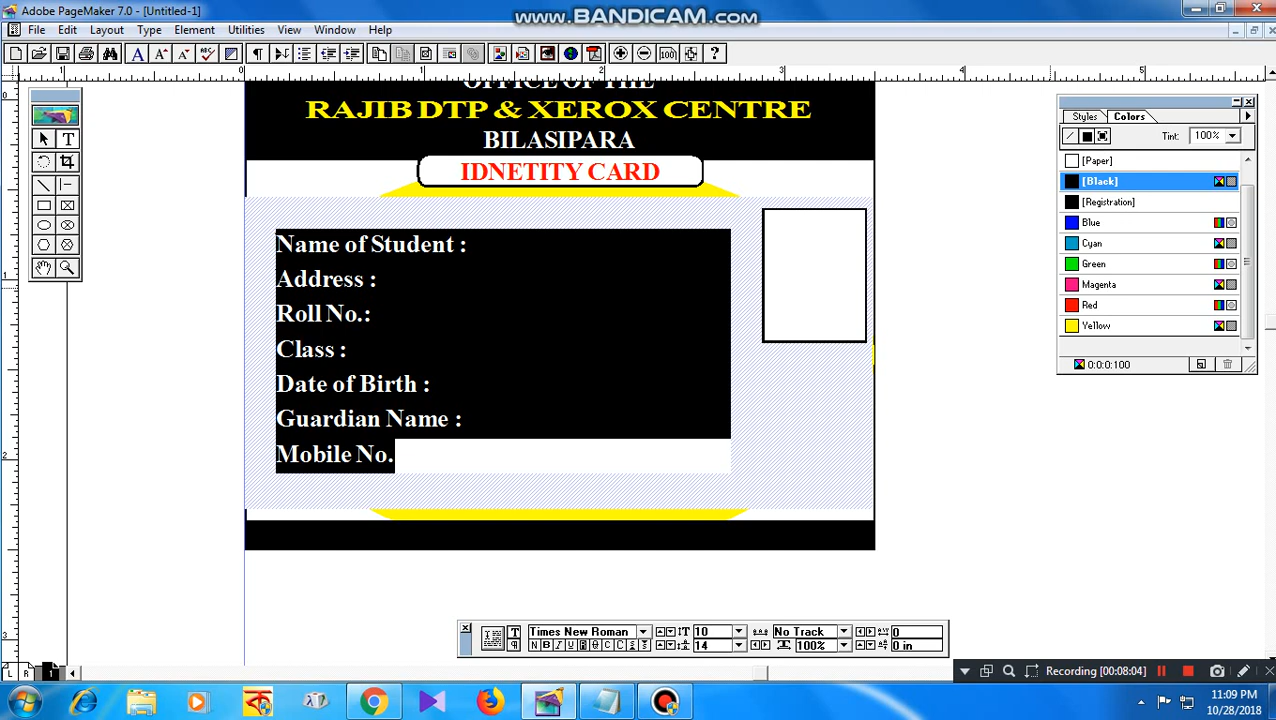 Adobe PageMaker 7.0 - [Untitled-1]
www.BANDICAM.com
File Edit Layout Type Element Utilities Window View Help
OFFICE OF THE
RAJIB DTP & XEROX CENTRE
BILASIPARA
IDNETITY CARD
Name of Student :
Address :
Roll No.:
Class :
Date of Birth :
Guardian Name :
Mobile No.
Styles Colors
Tint: 100%
[Paper]
[Black]
[Registration]
Blue
Cyan
Green
Magenta
Red
Yellow
0:0:0:100
Times New Roman 10 No Track 0
14 100% 0 in
L R 1
Recording [00:08:04]
11:09 PM
10/28/2018